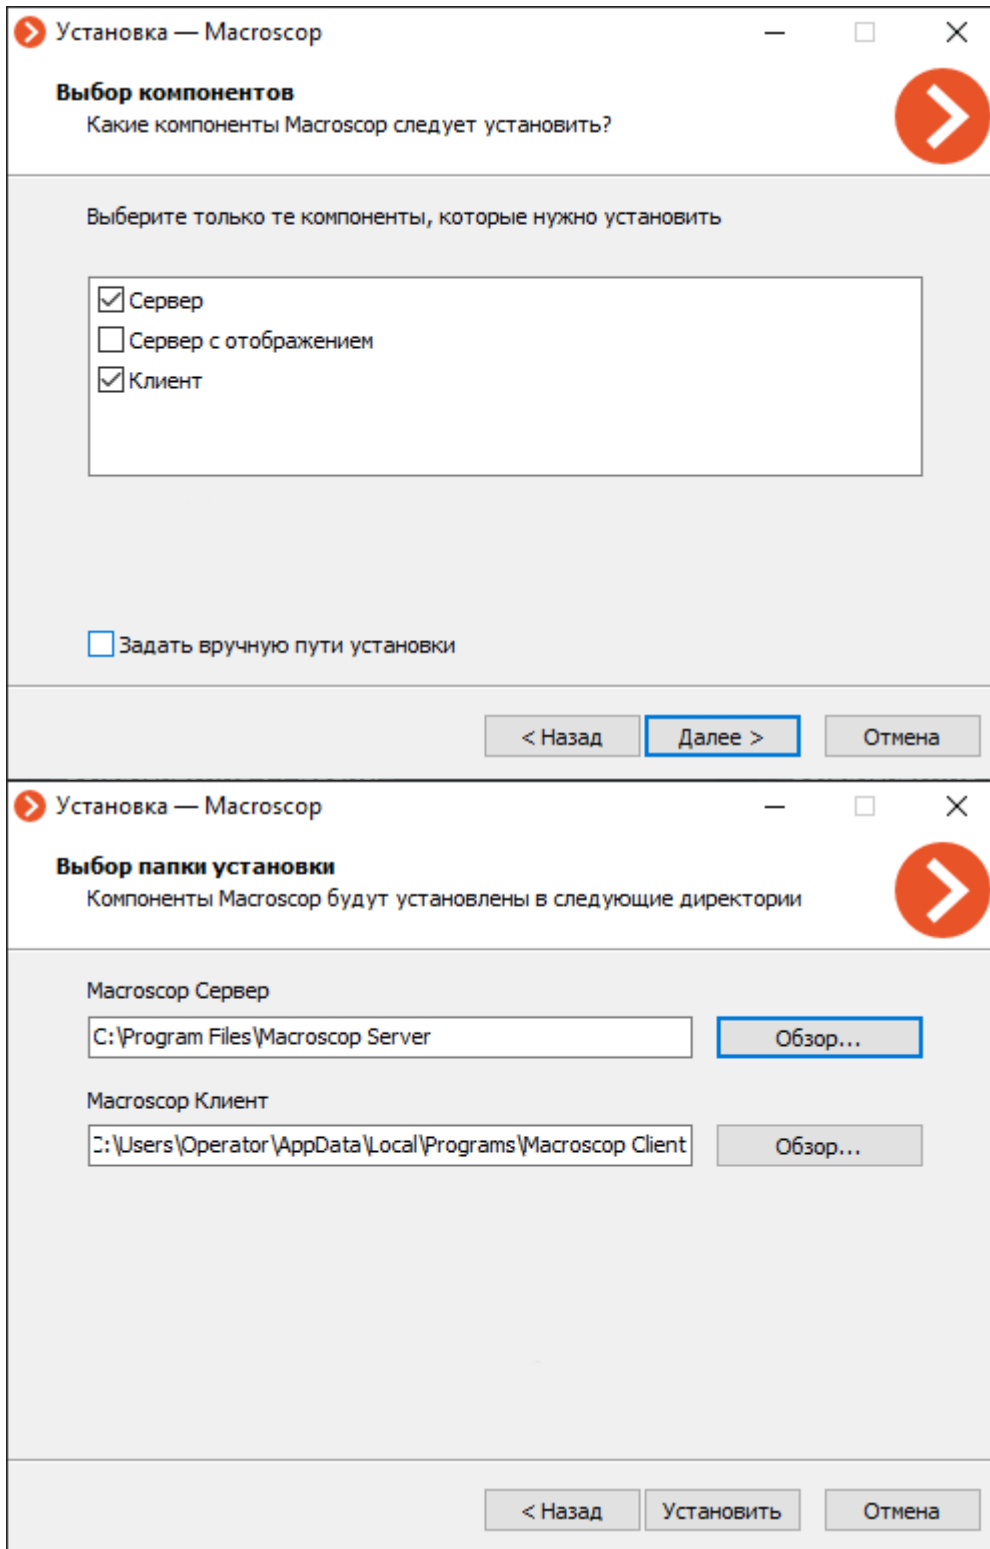 Установка — Macroscop
Выбор компонентов
Какие компоненты Macroscop следует установить?
Выберите только те компоненты, которые нужно установить
Сервер
Сервер с отображением
Клиент
Задать вручную пути установки
< Назад
Далее >
Отмена
Установка — Macroscop
Выбор папки установки
Компоненты Macroscop будут установлены в следующие директории
Macroscop Сервер
C:\Program Files\Macroscop Server
Обзор...
Macroscop Клиент
C:\Users\Operator\AppData\Local\Programs\Macroscop Client
Обзор...
< Назад
Установить
Отмена